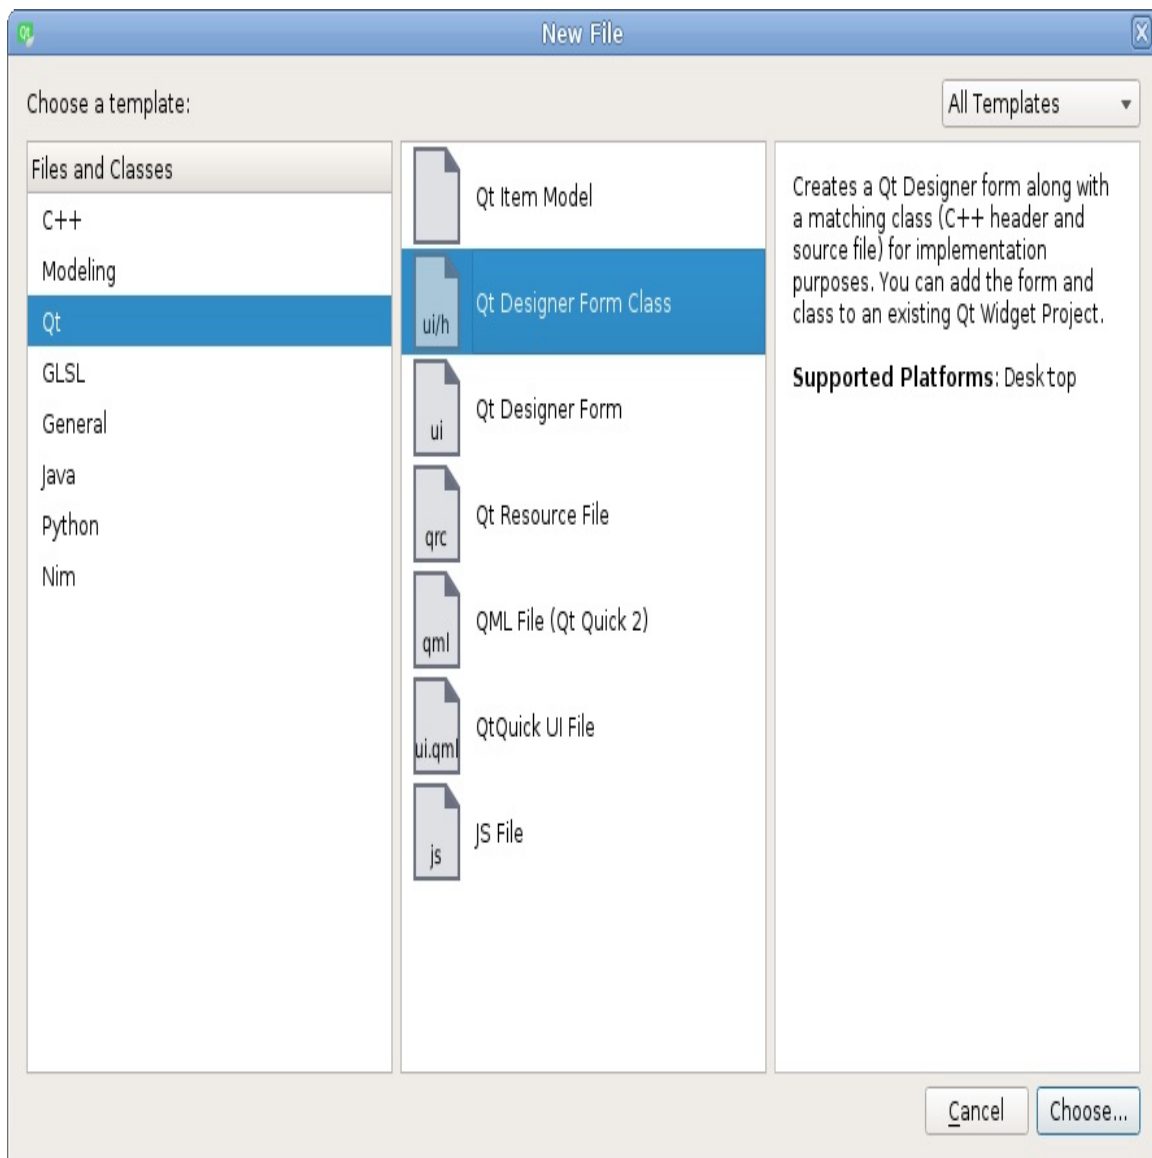 New File
Choose a template:
All Templates
Files and Classes
C++
Modeling
Qt
GLSL
General
Java
Python
Nim
Qt Item Model
ui/h
Qt Designer Form Class
ui
Qt Designer Form
qrc
Qt Resource File
qml
QML File (Qt Quick 2)
ui.qml
QtQuick UI File
js
JS File
Creates a Qt Designer form along with
a matching class (C++ header and
source file) for implementation
purposes. You can add the form and
class to an existing Qt Widget Project.
Supported Platforms: Desktop
Cancel
Choose...